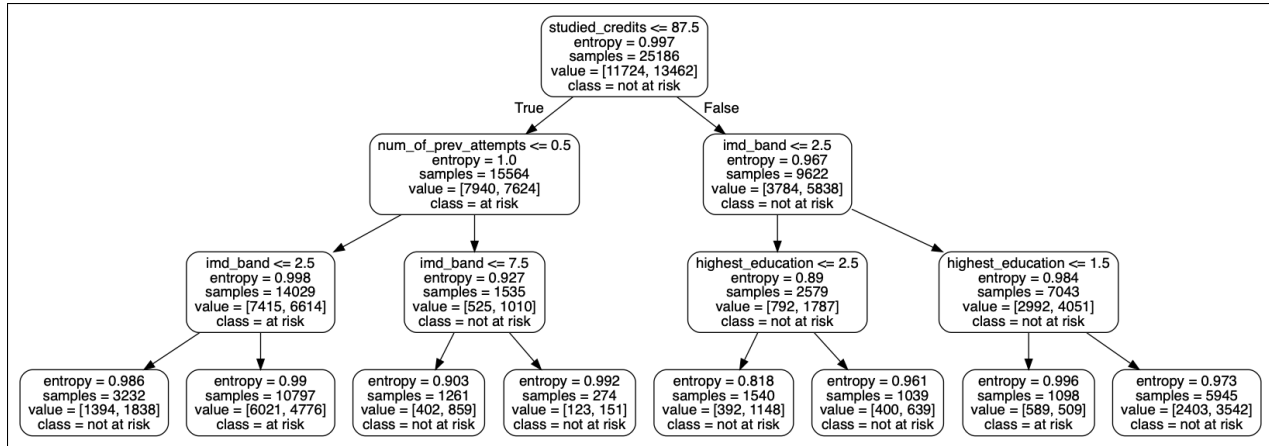 studied_credits <= 87.5
entropy = 0.997
samples = 25186
value = [11724, 13462]
class = not at risk
True
False
num_of_prev_attempts <= 0.5
entropy = 1.0
samples = 15564
value = [7940, 7624]
class = at risk
imd_band <= 2.5
entropy = 0.967
samples = 9622
value = [3784, 5838]
class = not at risk
imd_band <= 2.5
entropy = 0.998
samples = 14029
value = [7415, 6614]
class = at risk
imd_band <= 7.5
entropy = 0.927
samples = 1535
value = [525, 1010]
class = not at risk
highest_education <= 2.5
entropy = 0.89
samples = 2579
value = [792, 1787]
class = not at risk
highest_education <= 1.5
entropy = 0.984
samples = 7043
value = [2992, 4051]
class = not at risk
entropy = 0.986
samples = 3232
value = [1394, 1838]
class = not at risk
entropy = 0.99
samples = 10797
value = [6021, 4776]
class = at risk
entropy = 0.903
samples = 1261
value = [402, 859]
class = not at risk
entropy = 0.992
samples = 274
value = [123, 151]
class = not at risk
entropy = 0.818
samples = 1540
value = [392, 1148]
class = not at risk
entropy = 0.961
samples = 1039
value = [400, 639]
class = not at risk
entropy = 0.996
samples = 1098
value = [589, 509]
class = at risk
entropy = 0.973
samples = 5945
value = [2403, 3542]
class = not at risk